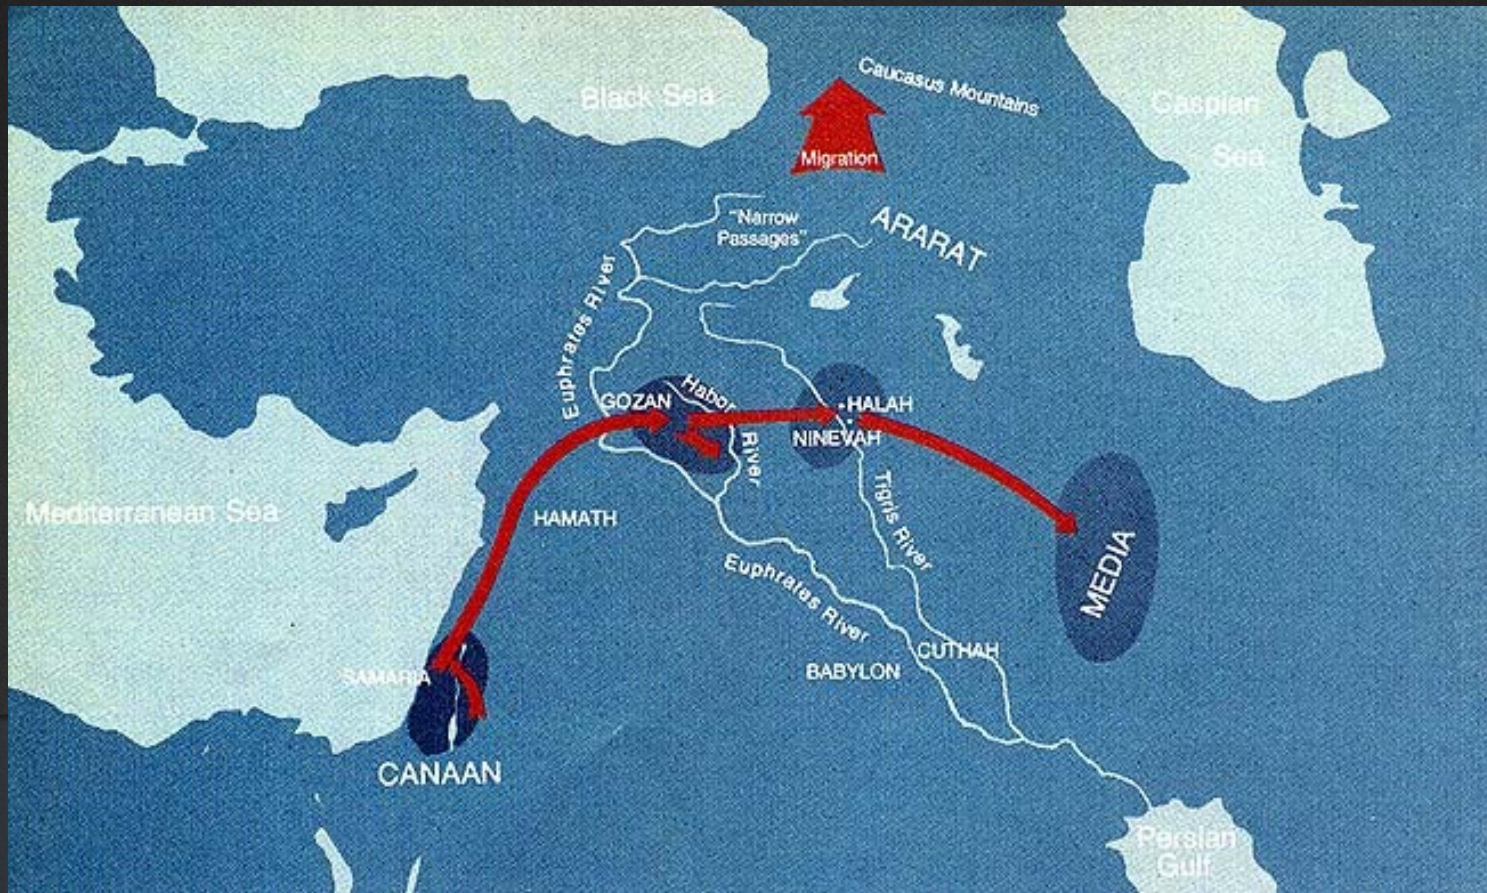 Black Sea
Caucasus Mountains
Caspian
Sea
Migration
"Narrow
Passages"
ARARAT
Euphrates River
GOZAN
Habor
River
HALAH
NINEVAH
Mediterranean Sea
HAMATH
Tigris River
MEDIA
Euphrates River
SAMARIA
CUTHAH
BABYLON
CANAAN
Persian
Gulf